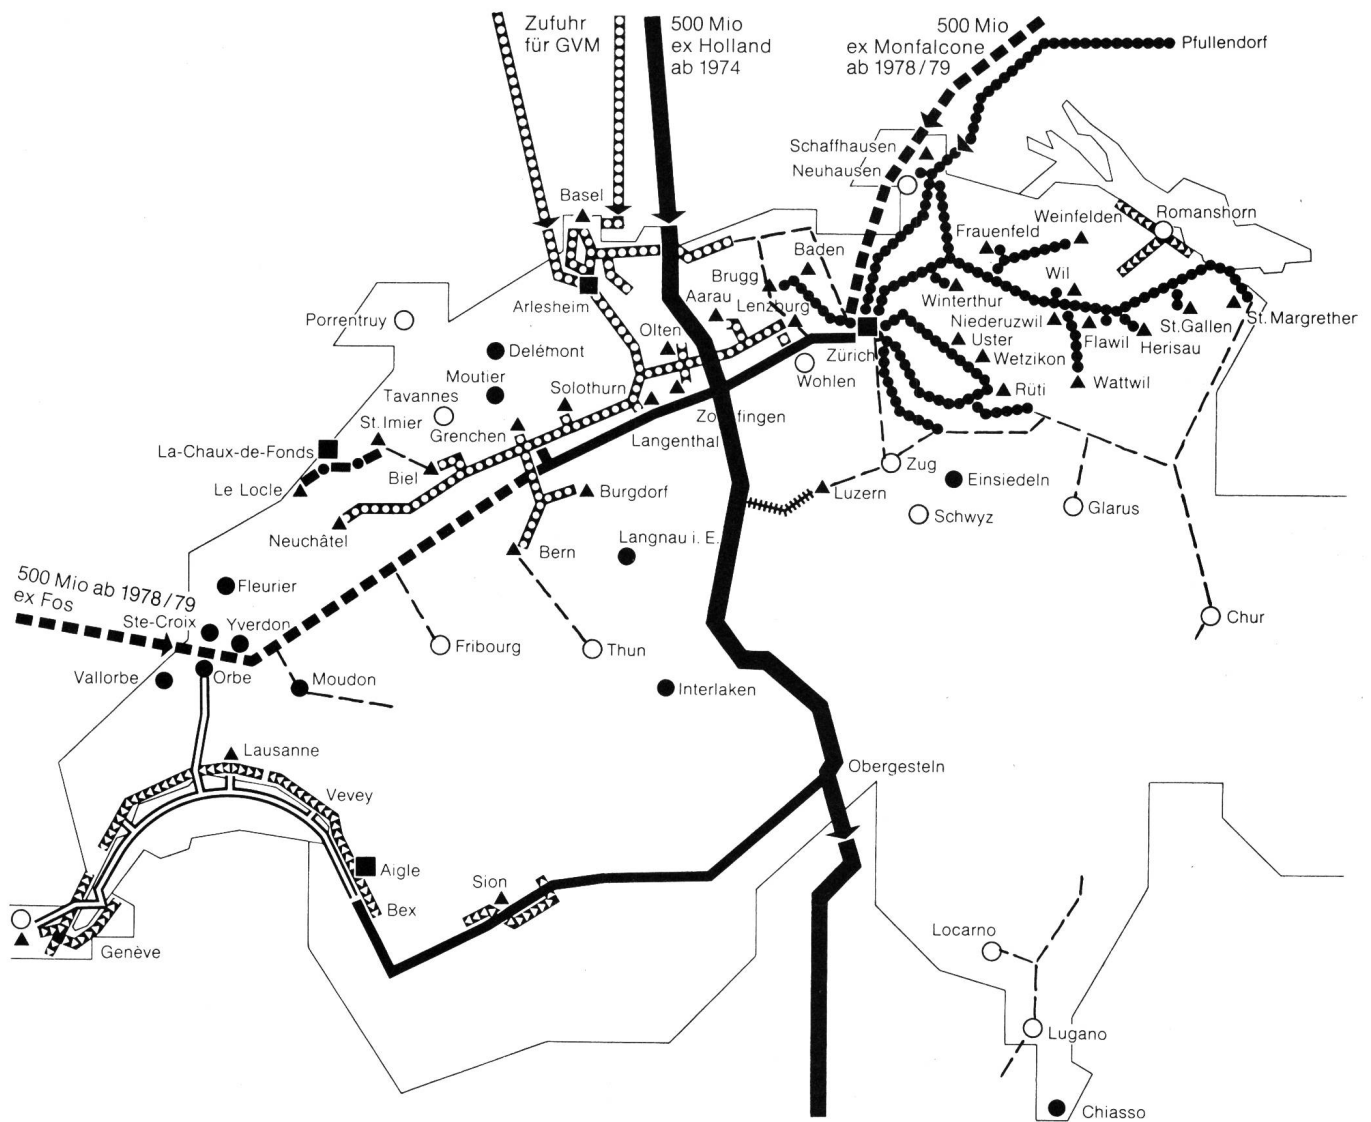 Zufuhr
für GVM
500 Mio
ex Holland
ab 1974
500 Mio
ex Monfalcone
ab 1978/79
Pfullendorf
Schaffhausen
Neuhausen
Basel
Weinfelden
Romanshorn
Frauenfeld
Baden
Brugg
Wil
Arlesheim
Aarau
Lenzburg
Winterthur
Porrentruy
Olten
Niederuzwil
St.Gallen
St. Margrether
Delémont
Zürich
Uster
Flawil
Herisau
Moutier
Wetzikon
Wohlen
Solothurn
Rüti
Wattwil
Tavannes
St.Imier
Grenchen
Zofingen
Langenthal
La-Chaux-de-Fonds
Biel
Zug
Einsiedeln
Le Locle
Burgdorf
Luzern
Glarus
Schwyz
Neuchâtel
Bern
Langnau i. E.
500 Mio ab 1978/79
ex Fos
Fleurier
Ste-Croix
Yverdon
Chur
Fribourg
Thun
Vallorbe
Orbe
Moudon
Interlaken
Lausanne
Obergesteln
Vevey
Aigle
Sion
Bex
Locarno
Genève
Lugano
Chiasso